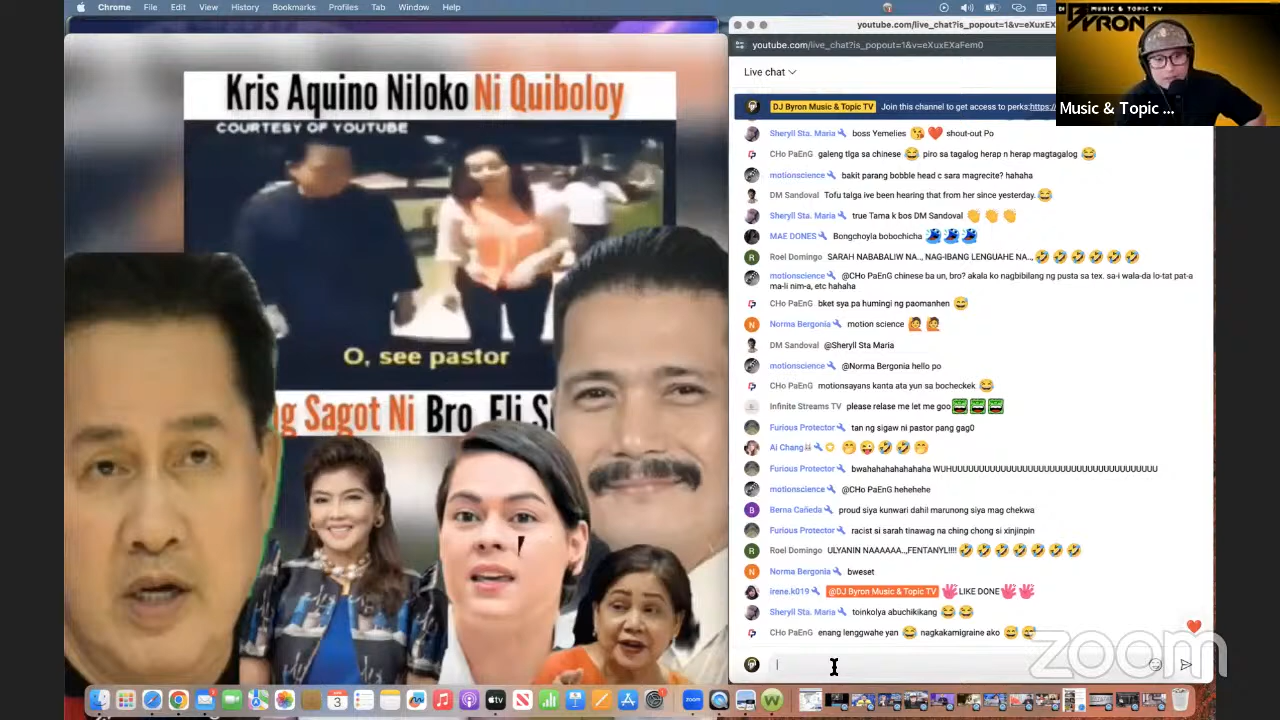 File Edit View History Bookmarks Profiles Tab Window Help
youtube.com/live_chat?is_popout=1&v=eXuxEX
youtube.com/live_chat?is_popout=1&v=eXuxEXaFem0
Live chat
DJ Byron Music & Topic TV Join this channel to get access to perks:https:/
Sheryll Sta. Maria boss Yemelies 😘 ❤️ shout-out Po
CHo PaEnG galeng tlga sa chinese 😂 piro sa tagalog herap n herap magtagalog 😂
motionscience bakit parang bobble head c sara magrecite? hahaha
DM Sandoval Tofu talga ive been hearing that from her since yesterday. 😂
Sheryll Sta. Maria true Tama k bos DM Sandoval 👏 👏 👏
MAE DONES Bongchoyla bobochicha
Roel Domingo SARAH NABABALIW NA.., NAG-IBANG LENGUAHE NA.., 🤣 🤣 🤣 🤣 🤣 🤣
motionscience @CHo PaEnG chinese ba un, bro? akala ko nagbibilang ng pusta sa tex. sa-i wala-da lo-tat pat-a
ma-li nim-a, etc hahaha
CHo PaEnG bket sya pa humingi ng paomanhen 😅
Norma Bergonia motion science 🙋 🙋
DM Sandoval @Sheryll Sta Maria
motionscience @Norma Bergonia hello po
CHo PaEnG motionsayans kanta ata yun sa bocheckek 😂
Infinite Streams TV please relase me let me goo
Furious Protector tan ng sigaw ni pastor pang gag0
Ai Chang 🤭 😜 🤣 🤣 🤭
Furious Protector bwahahahahahaha WUHUUUUUUUUUUUUUUUUUUUUUUUUUUUUUUUUUUUUU
motionscience @CHo PaEnG hehehehe
Berna Cañeda proud siya kunwari dahil marunong siya mag chekwa
Furious Protector racist si sarah tinawag na ching chong si xinjinpin
Roel Domingo ULYANIN NAAAAAA..,FENTANYL!!!! 🤣 🤣 🤣 🤣 🤣 🤣 🤣
Norma Bergonia bweset
irene.k019 @DJ Byron Music & Topic TV LIKE DONE
Sheryll Sta. Maria toinkolya abuchikikang 😂 😂
CHo PaEnG enang lenggwahe yan 😂 nagkakamigraine ako 😅 😅
Kris Aquino Niloko Ni Quiboloy
COURTESY OF YOUTUBE
O, see pastor
Sagot Ni Bro. Eli
MUSIC & TOPIC TV
BYRON
Music & Topic ...
zoom